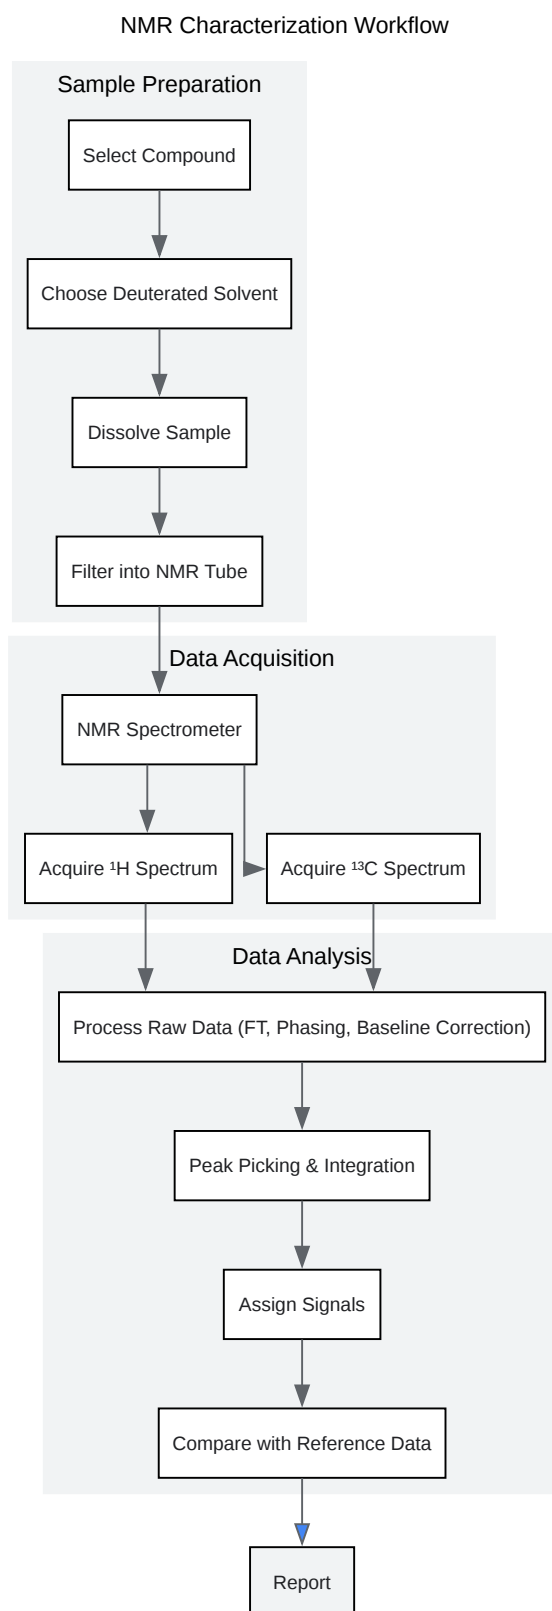 NMR Characterization Workflow
Sample Preparation
Select Compound
Choose Deuterated Solvent
Dissolve Sample
Filter into NMR Tube
Data Acquisition
NMR Spectrometer
Acquire ¹H Spectrum
Acquire ¹³C Spectrum
Data Analysis
Process Raw Data (FT, Phasing, Baseline Correction)
Peak Picking & Integration
Assign Signals
Compare with Reference Data
Report